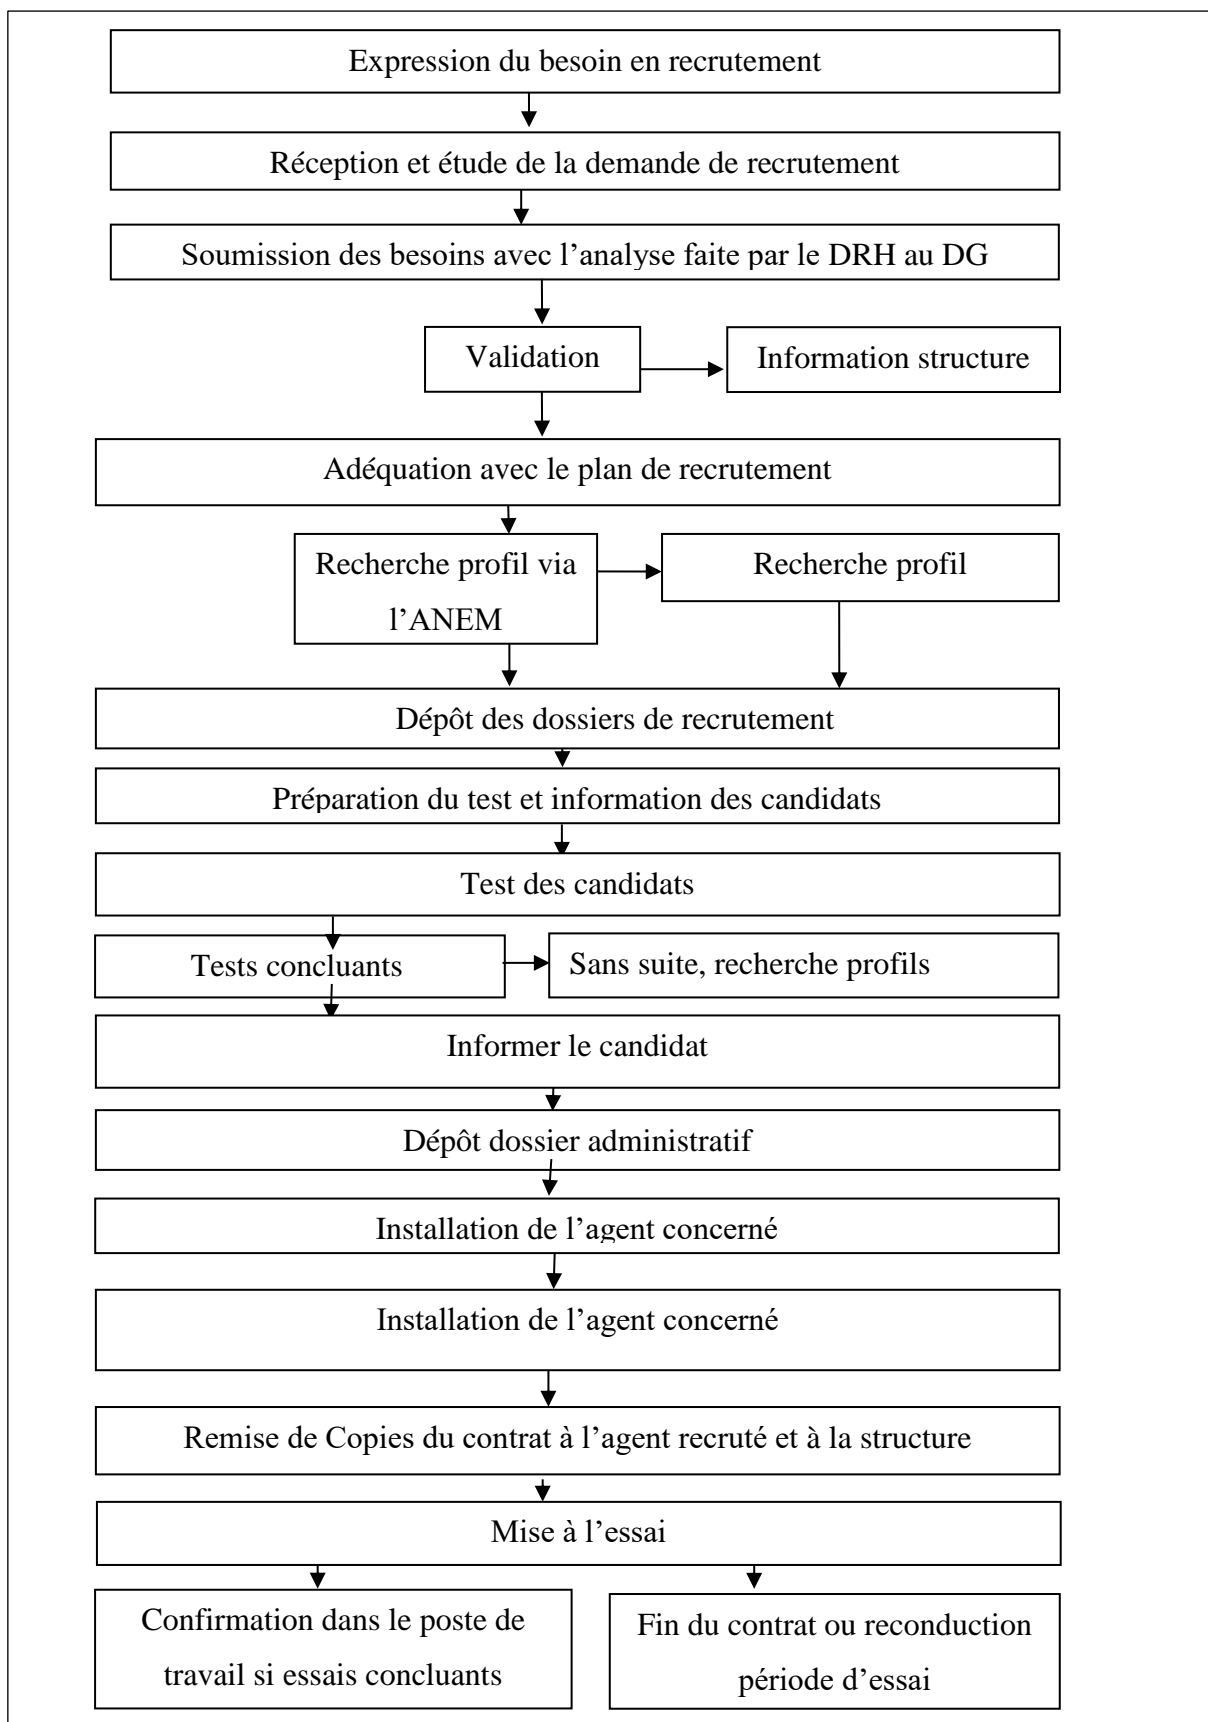 Expression du besoin en recrutement
Réception et étude de la demande de recrutement
Soumission des besoins avec l’analyse faite par le DRH au DG
Validation
Information structure
Adéquation avec le plan de recrutement
Recherche profil via
l’ANEM
Recherche profil
Dépôt des dossiers de recrutement
Préparation du test et information des candidats
Test des candidats
Tests concluants
Sans suite, recherche profils
Informer le candidat
Dépôt dossier administratif
Installation de l’agent concerné
Installation de l’agent concerné
Remise de Copies du contrat à l’agent recruté et à la structure
Mise à l’essai
Confirmation dans le poste de
travail si essais concluants
Fin du contrat ou reconduction
période d’essai